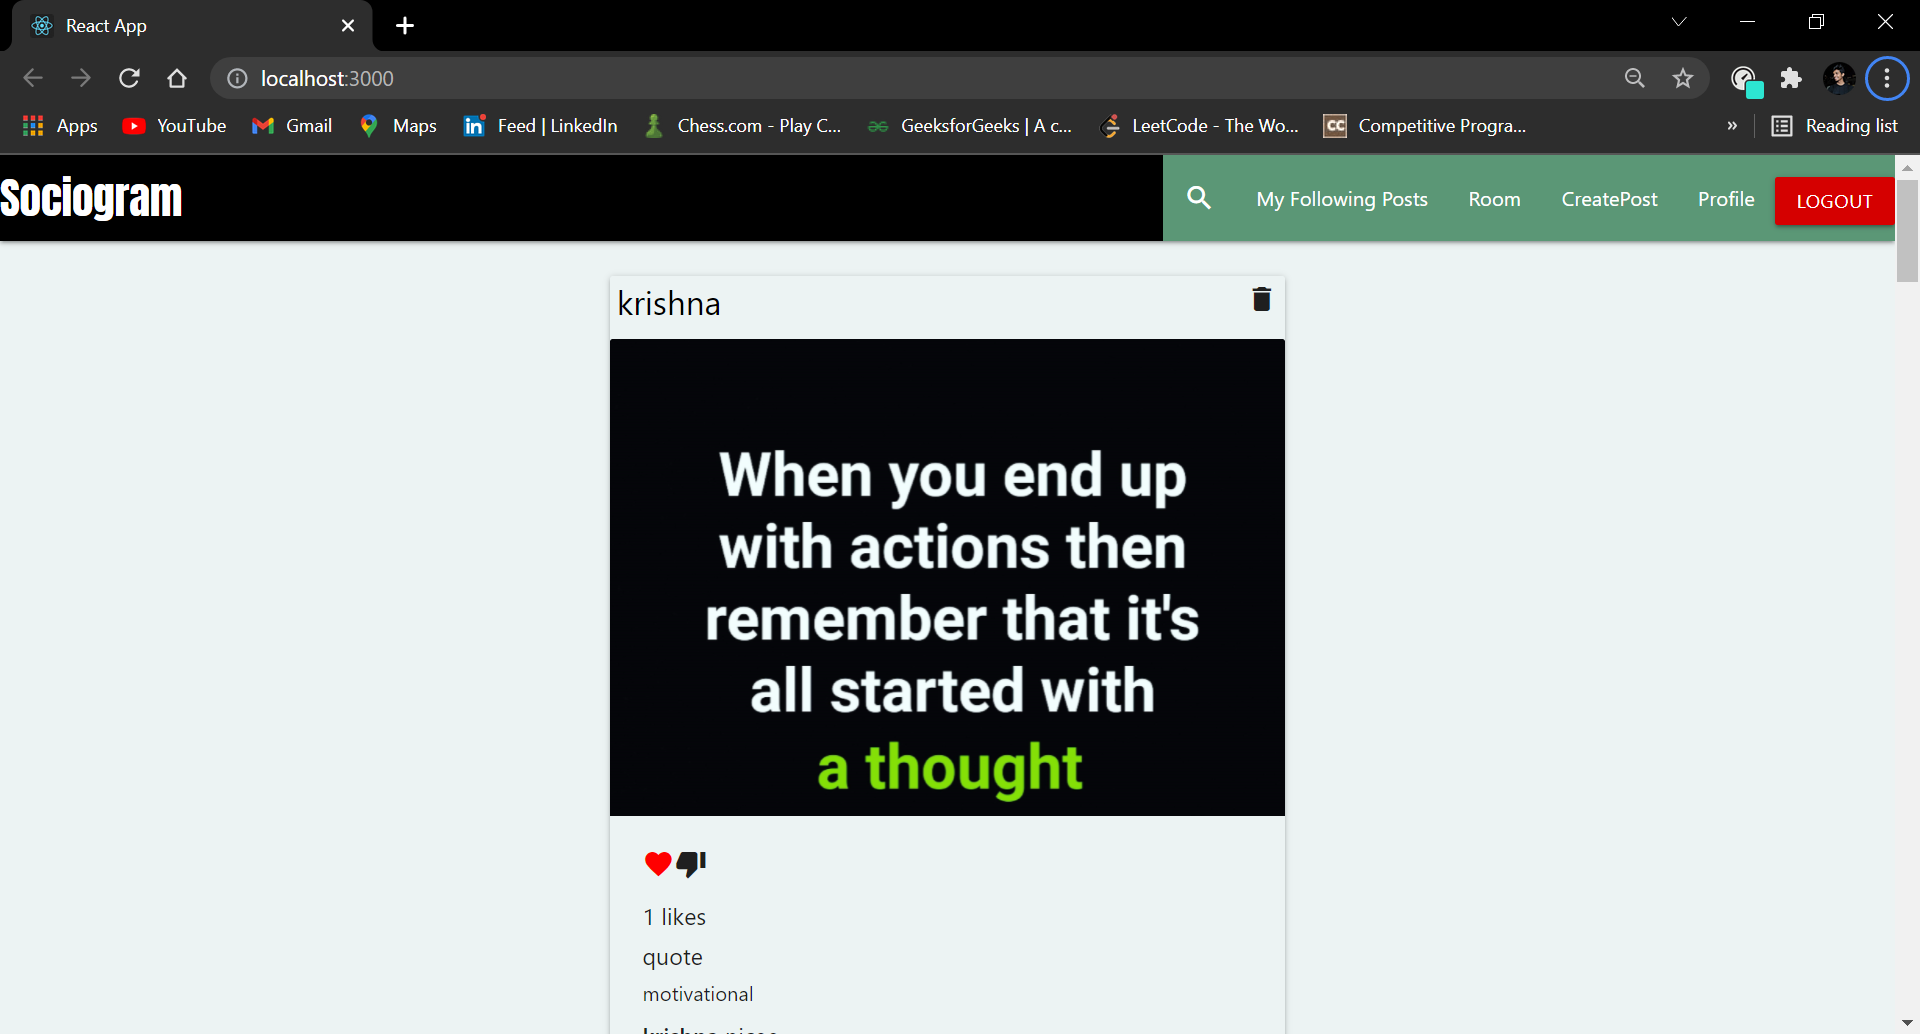 React App
localhost:3000
Apps YouTube Gmail Maps Feed | LinkedIn Chess.com - Play C... GeeksforGeeks | A c... LeetCode - The Wo... CC Competitive Progra... » Reading list
Sociogram My Following Posts Room CreatePost Profile LOGOUT
krishna
When you end up
with actions then
remember that it's
all started with
a thought
1 likes
quote
motivational